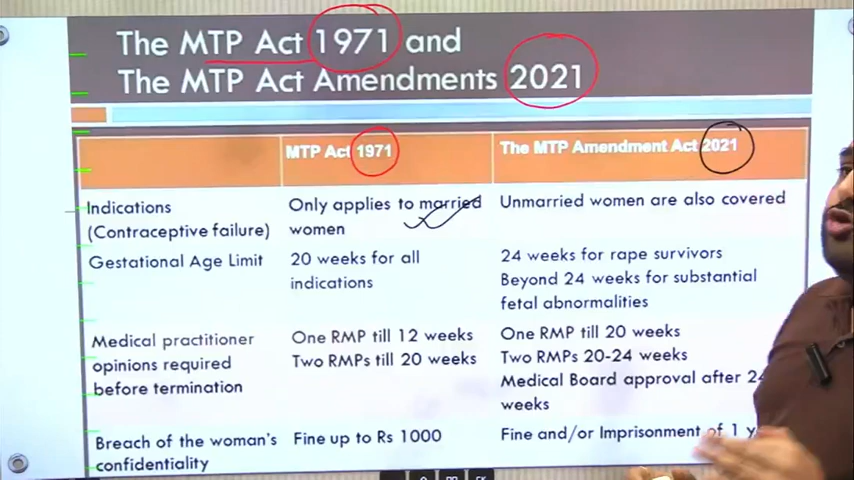 The MTP Act 1971 and
The MTP Act Amendments 2021
MTP Act 1971
The MTP Amendment Act 2021
Indications
(Contraceptive failure)
Only applies to married
women
Unmarried women are also covered
Gestational Age Limit
20 weeks for all
indications
24 weeks for rape survivors
Beyond 24 weeks for substantial
fetal abnormalities
Medical practitioner
opinions required
before termination
One RMP till 12 weeks
Two RMPs till 20 weeks
One RMP till 20 weeks
Two RMPs 20-24 weeks
Medical Board approval after 24
weeks
Breach of the woman's
confidentiality
Fine up to Rs 1000
Fine and/or Imprisonment of 1